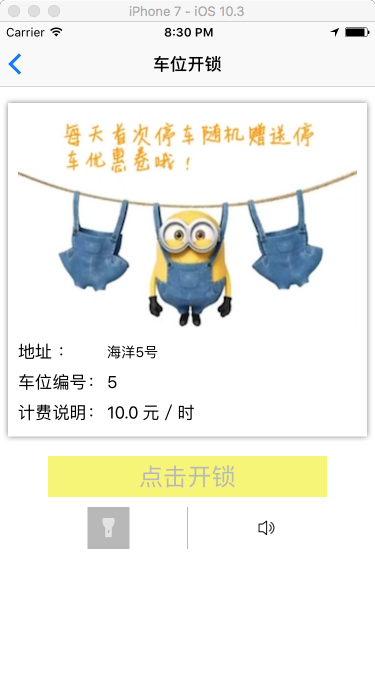 iPhone 7 - iOS 10.3
Carrier 8:30 PM
车位开锁
每天首次停车随机赠送停
车优惠卷哦！
地址： 海洋5号
车位编号： 5
计费说明： 10.0 元 / 时
点击开锁